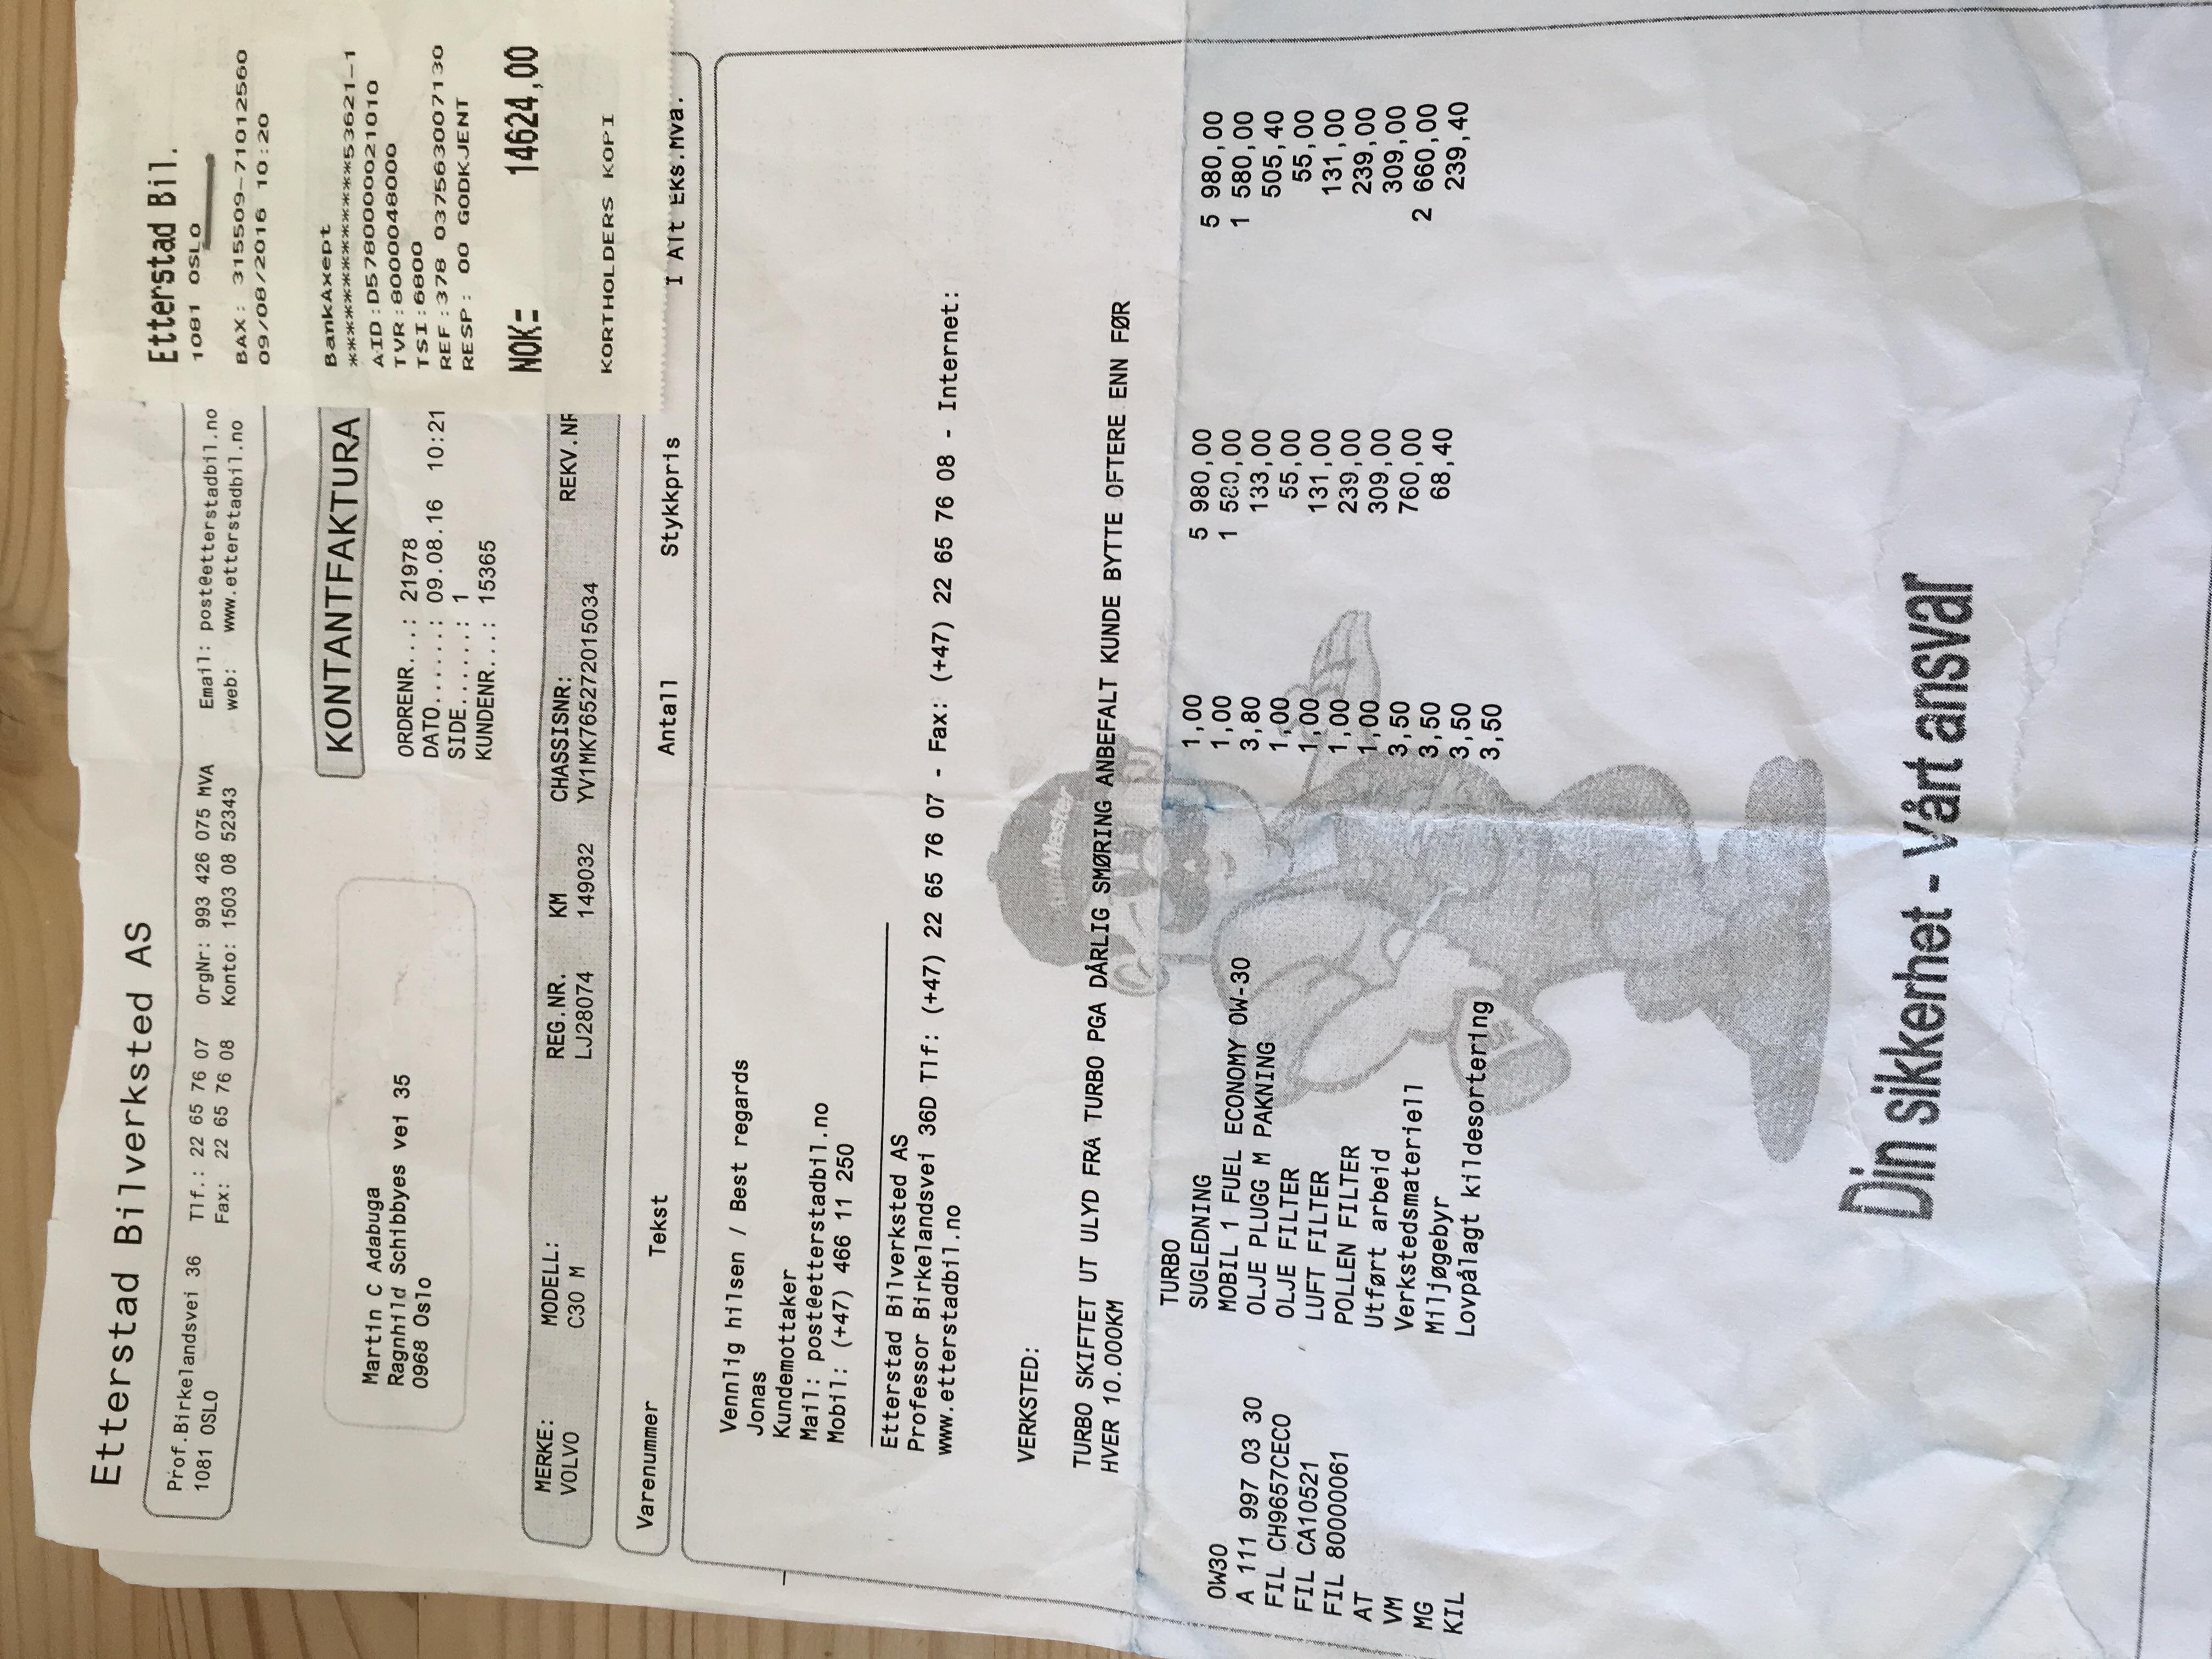 Etterstad Bilverksted AS
Prof.Birkelandsvei 36 Tlf.: 22 65 76 07 OrgNr: 993 426 075 MVA Email: post@etterstadbil.no
1081 OSLO Fax: 22 65 76 08 Konto: 1503 08 52343 web: www.etterstadbil.no
Etterstad Bil.
1081 OSLO
BAX: 315509-71012560
09/08/2016 10:20
BankAxept
***************53621-1
AID:D5780000021010
TVR:8000048000
TSI:6800
REF:378 037563007130
RESP: 00 GODKJENT
NOK= 14624,00
KORTHOLDERS KOPI
KONTANTFAKTURA
Martin C Adabuga
Ragnhild Schibbyes vei 35
0968 Oslo
ORDRENR...: 21978
DATO......: 09.08.16 10:21
SIDE......: 1
KUNDENR...: 15365
MERKE: MODELL: REG.NR. KM CHASSISNR: REKV.NR
VOLVO C30 M LJ28074 149032 YV1MK765272015034
Varenummer Tekst Antall Stykkpris I Alt Eks.Mva.
Vennlig hilsen / Best regards
Jonas
Kundemottaker
Mail: post@etterstadbil.no
Mobil: (+47) 466 11 250
Etterstad Bilverksted AS
Professor Birkelandsvei 36D Tlf: (+47) 22 65 76 07 - Fax: (+47) 22 65 76 08 - Internet:
www.etterstadbil.no
VERKSTED:
TURBO SKIFTET UT ULYD FRA TURBO PGA DÅRLIG SMØRING ANBEFALT KUNDE BYTTE OFTERE ENN FØR
HVER 10.000KM
TURBO 1,00 5 980,00 5 980,00
SUGLEDNING 1,00 1 580,00 1 580,00
0W30 MOBIL 1 FUEL ECONOMY 0W-30 3,80 133,00 505,40
A 111 997 03 30 OLJE PLUGG M PAKNING 1,00 55,00 55,00
FIL CH9657CECO OLJE FILTER 1,00 131,00 131,00
FIL CA10521 LUFT FILTER 1,00 239,00 239,00
FIL 80000061 POLLEN FILTER 1,00 309,00 309,00
AT Utført arbeid 3,50 760,00 2 660,00
VM Verkstedsmateriell 3,50 68,40 239,40
MG Miljøgebyr 3,50
KIL Lovpålagt kildesortering 3,50
Mester
Din sikkerhet - Vårt ansvar